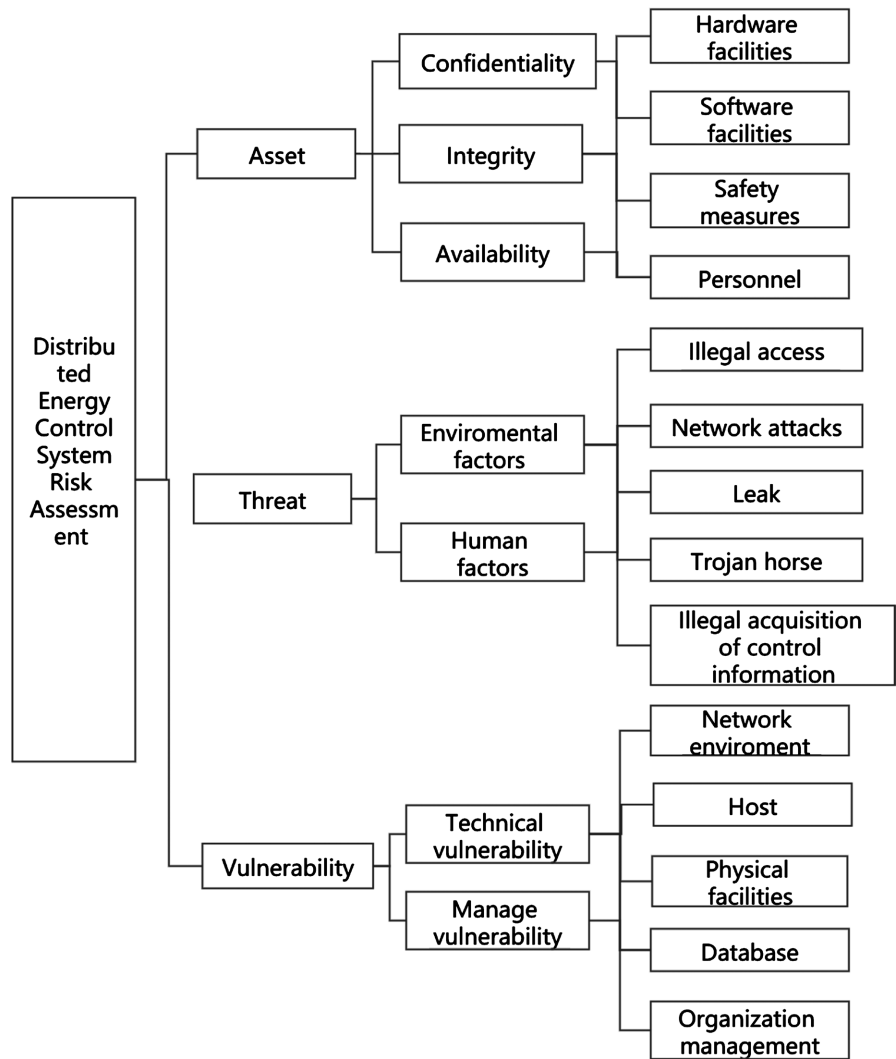 Distribu
ted
Energy
Control
System
Risk
Assessm
ent
Asset
Threat
Vulnerability
Confidentiality
Integrity
Availability
Enviromental
factors
Human
factors
Technical
vulnerability
Manage
vulnerability
Hardware
facilities
Software
facilities
Safety
measures
Personnel
Illegal access
Network attacks
Leak
Trojan horse
Illegal acquisition
of control
information
Network
enviroment
Host
Physical
facilities
Database
Organization
management